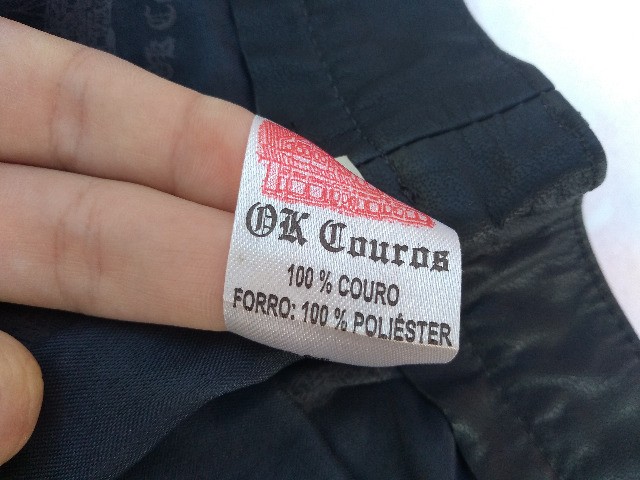 OK Couros
100 % COURO
FORRO: 100 % POLIÉSTER